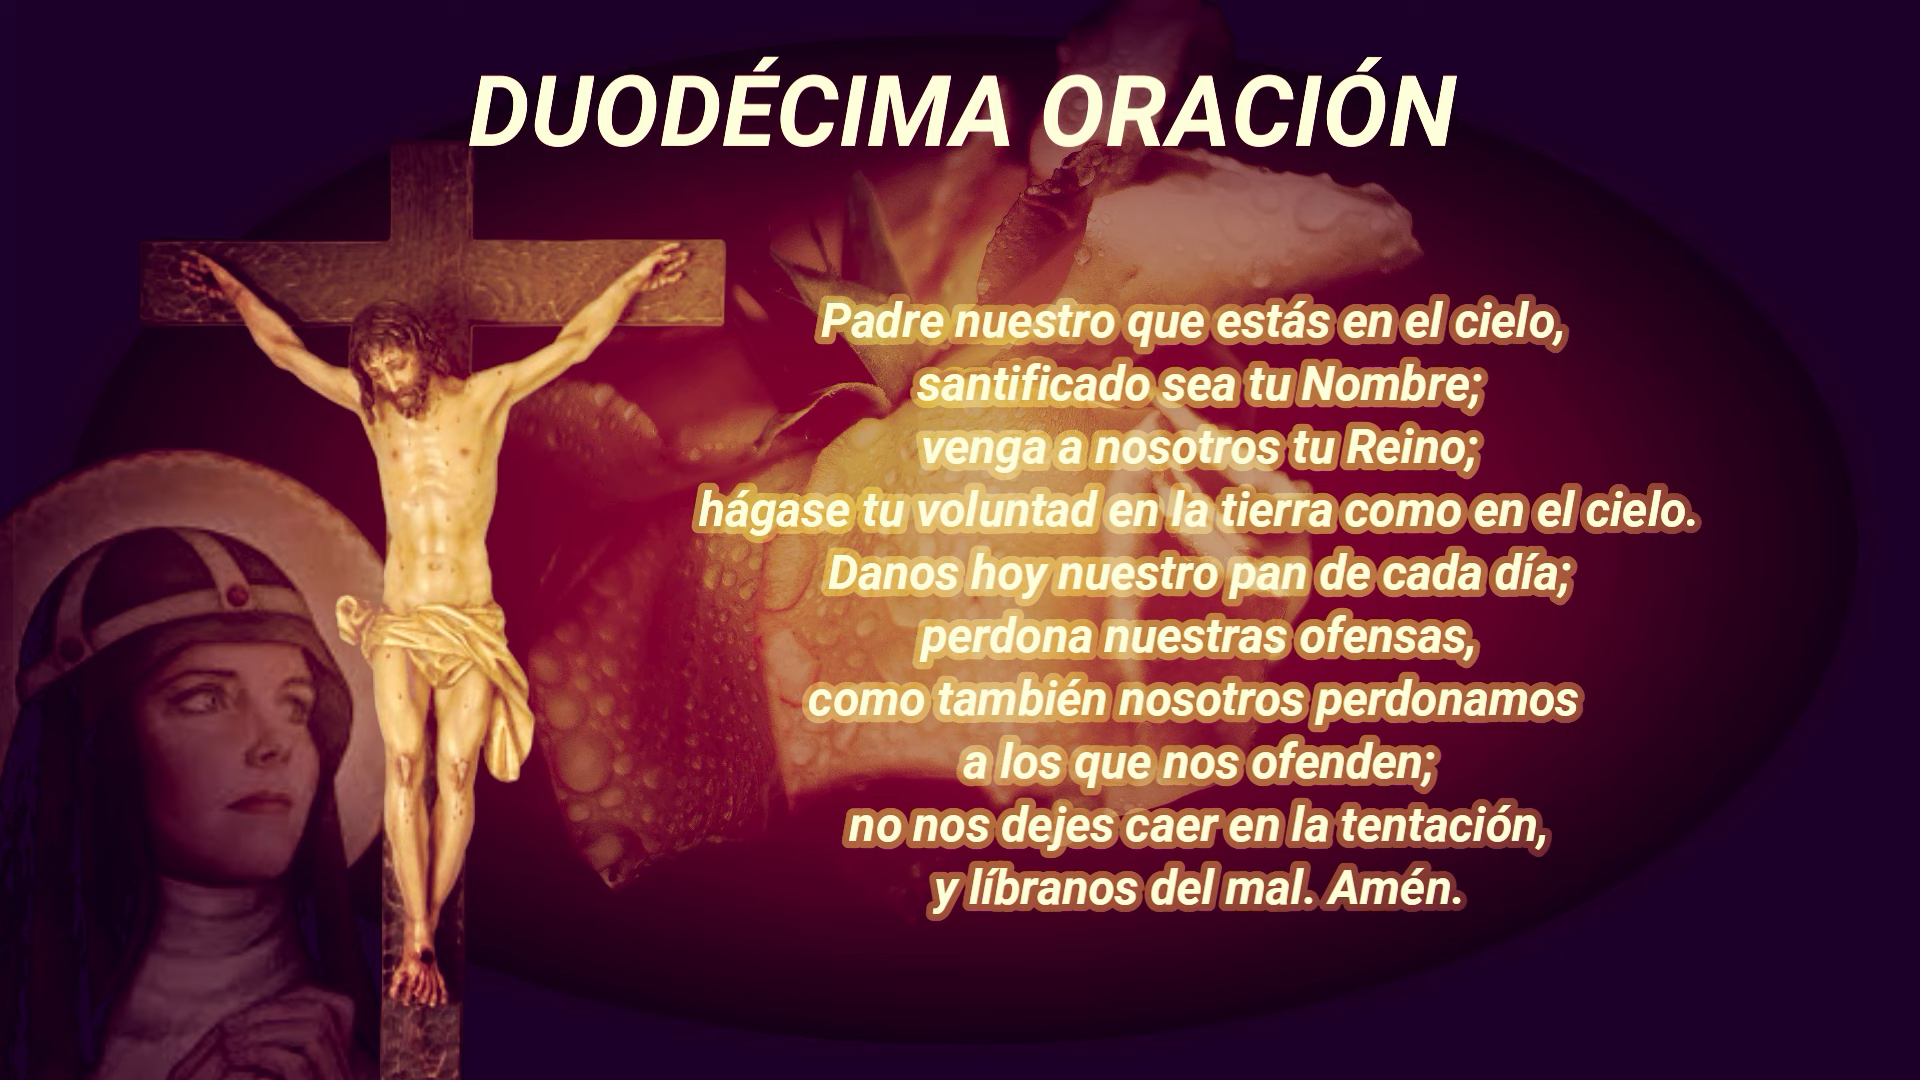 DUODÉCIMA ORACIÓN
Padre nuestro que estás en el cielo,
santificado sea tu Nombre;
venga a nosotros tu Reino;
hágase tu voluntad en la tierra como en el cielo.
Danos hoy nuestro pan de cada día;
perdona nuestras ofensas,
como también nosotros perdonamos
a los que nos ofenden;
no nos dejes caer en la tentación,
y líbranos del mal. Amén.